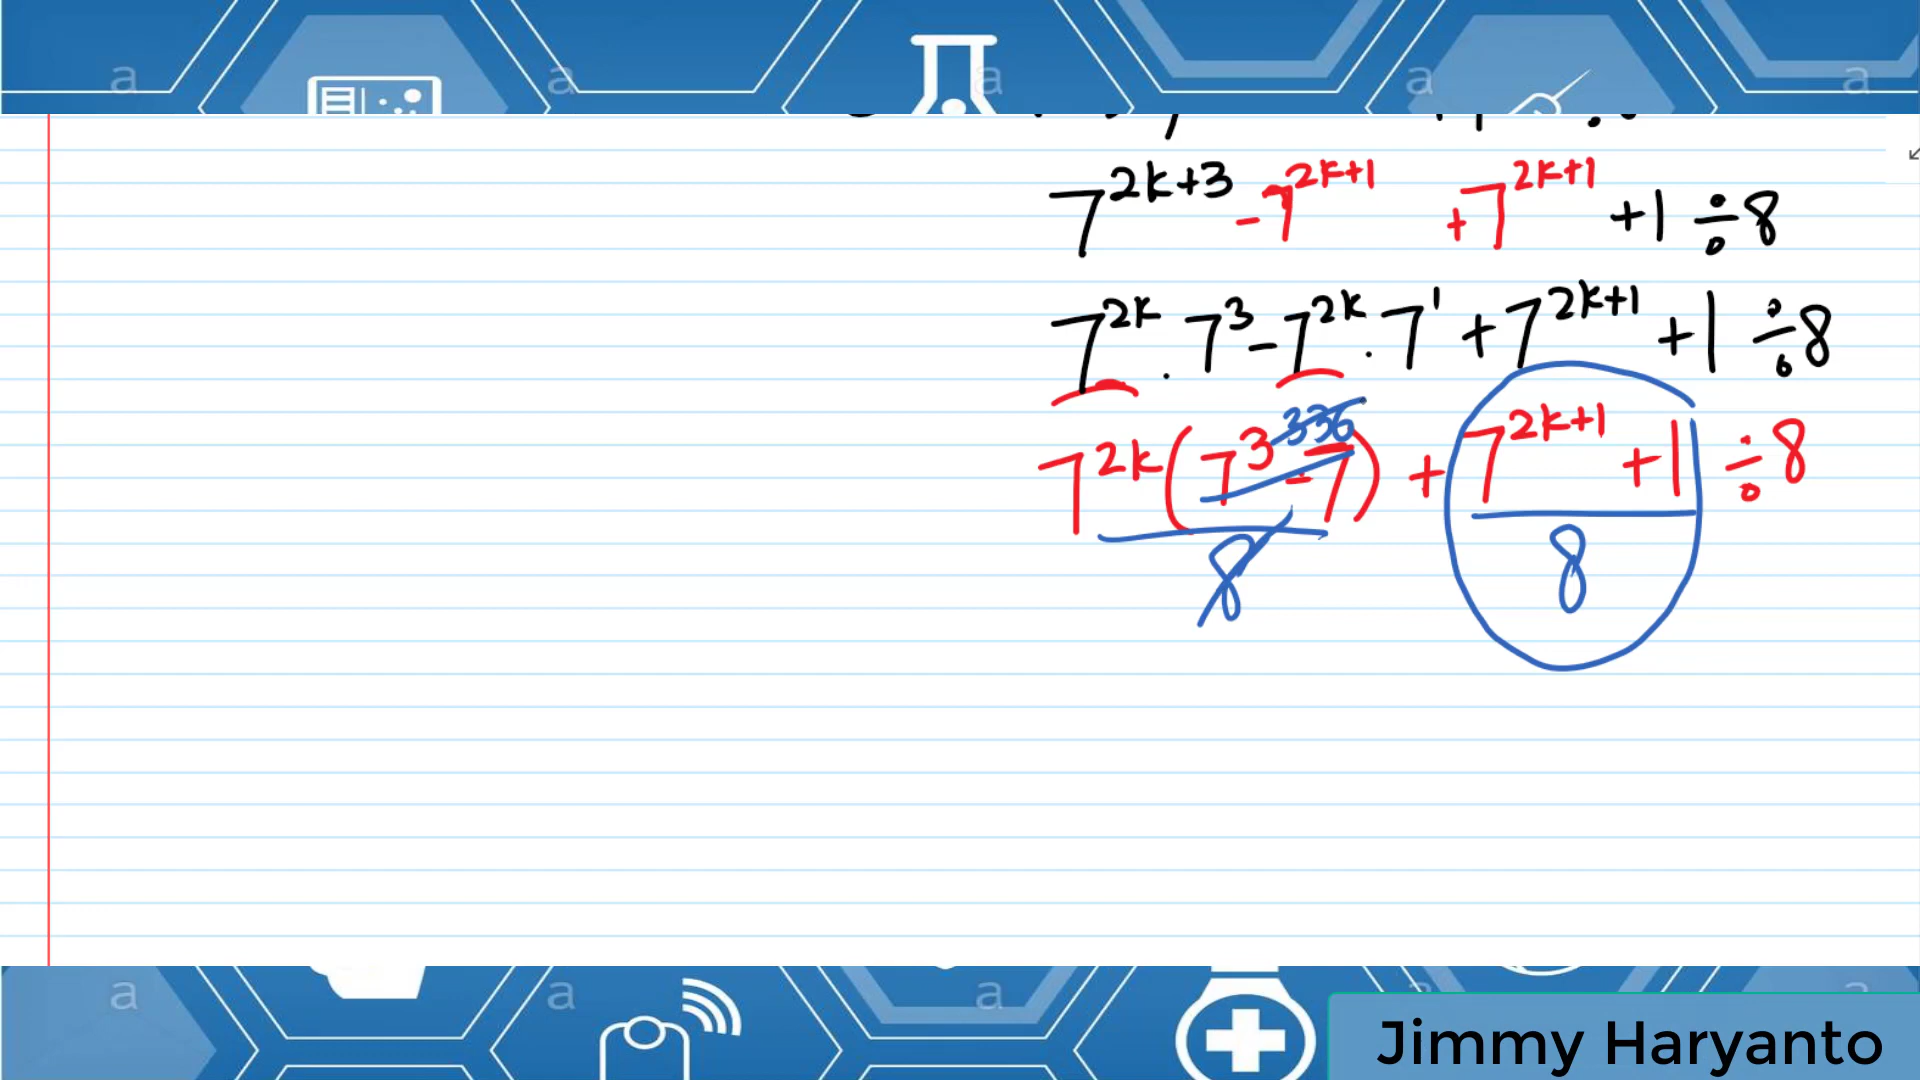 7^{2k+3} -7^{2k+1} +7^{2k+1} +1 ÷8
7^{2k} . 7^3 - 7^{2k} . 7^1 + 7^{2k+1} +1 ÷8
336
7^{2k} (7^3 - 7) + 7^{2k+1} +1 ÷8
8 8
Jimmy Haryanto
a a a a a
a a a a a